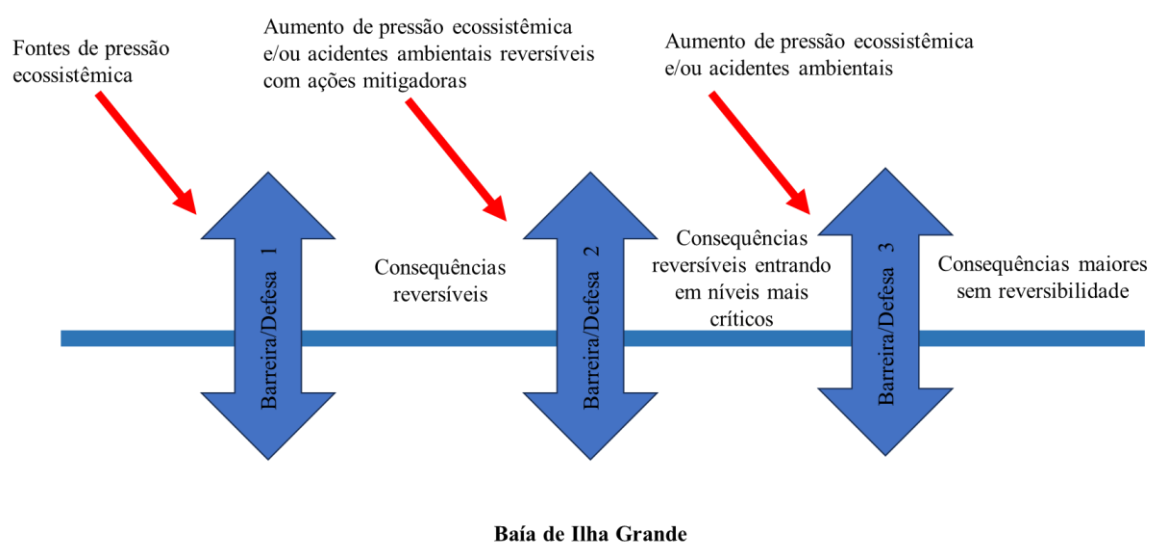 Fontes de pressão
ecossistêmica
Aumento de pressão ecossistêmica
e/ou acidentes ambientais reversíveis
com ações mitigadoras
Aumento de pressão ecossistêmica
e/ou acidentes ambientais
Barreira/Defesa 1
Consequências
reversíveis
Barreira/Defesa 2
Consequências
reversíveis entrando
em níveis mais
críticos
Barreira/Defesa 3
Consequências maiores
sem reversibilidade
Baía de Ilha Grande